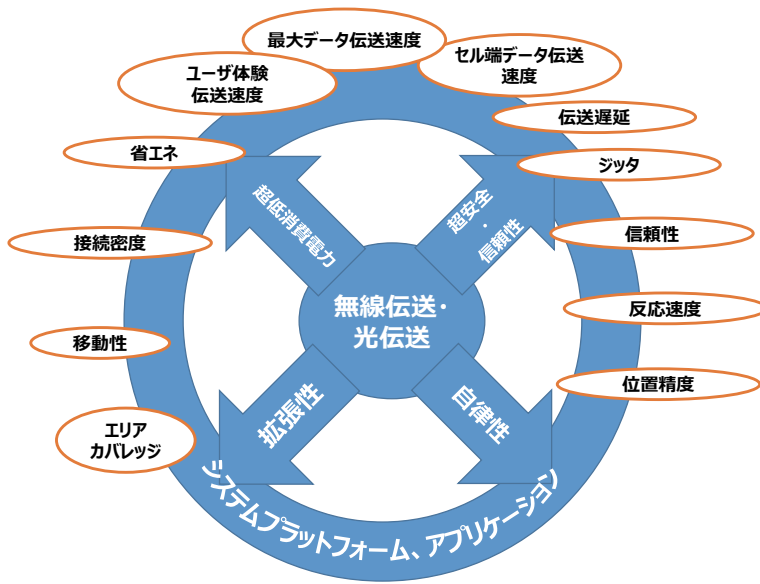 最大データ伝送速度
ユーザ体験
伝送速度
セル端データ伝送
速度
伝送遅延
省エネ
ジッタ
超低消費電力
超安全
・
信頼性
接続密度
信頼性
無線伝送・
光伝送
反応速度
移動性
位置精度
拡張性
自律性
エリア
カバレッジ
システムプラットフォーム、アプリケーション